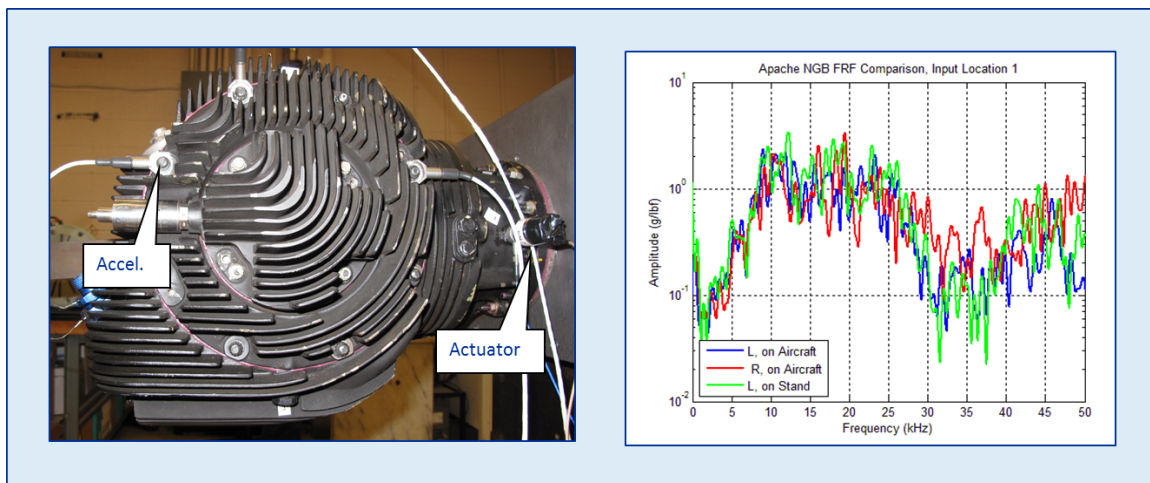 Accel.
Actuator
Apache NGB FRF Comparison, Input Location 1
Amplitude (g/lbf)
10^1
10^0
10^-1
10^-2
L, on Aircraft
R, on Aircraft
L, on Stand
0 5 10 15 20 25 30 35 40 45 50
Frequency (kHz)